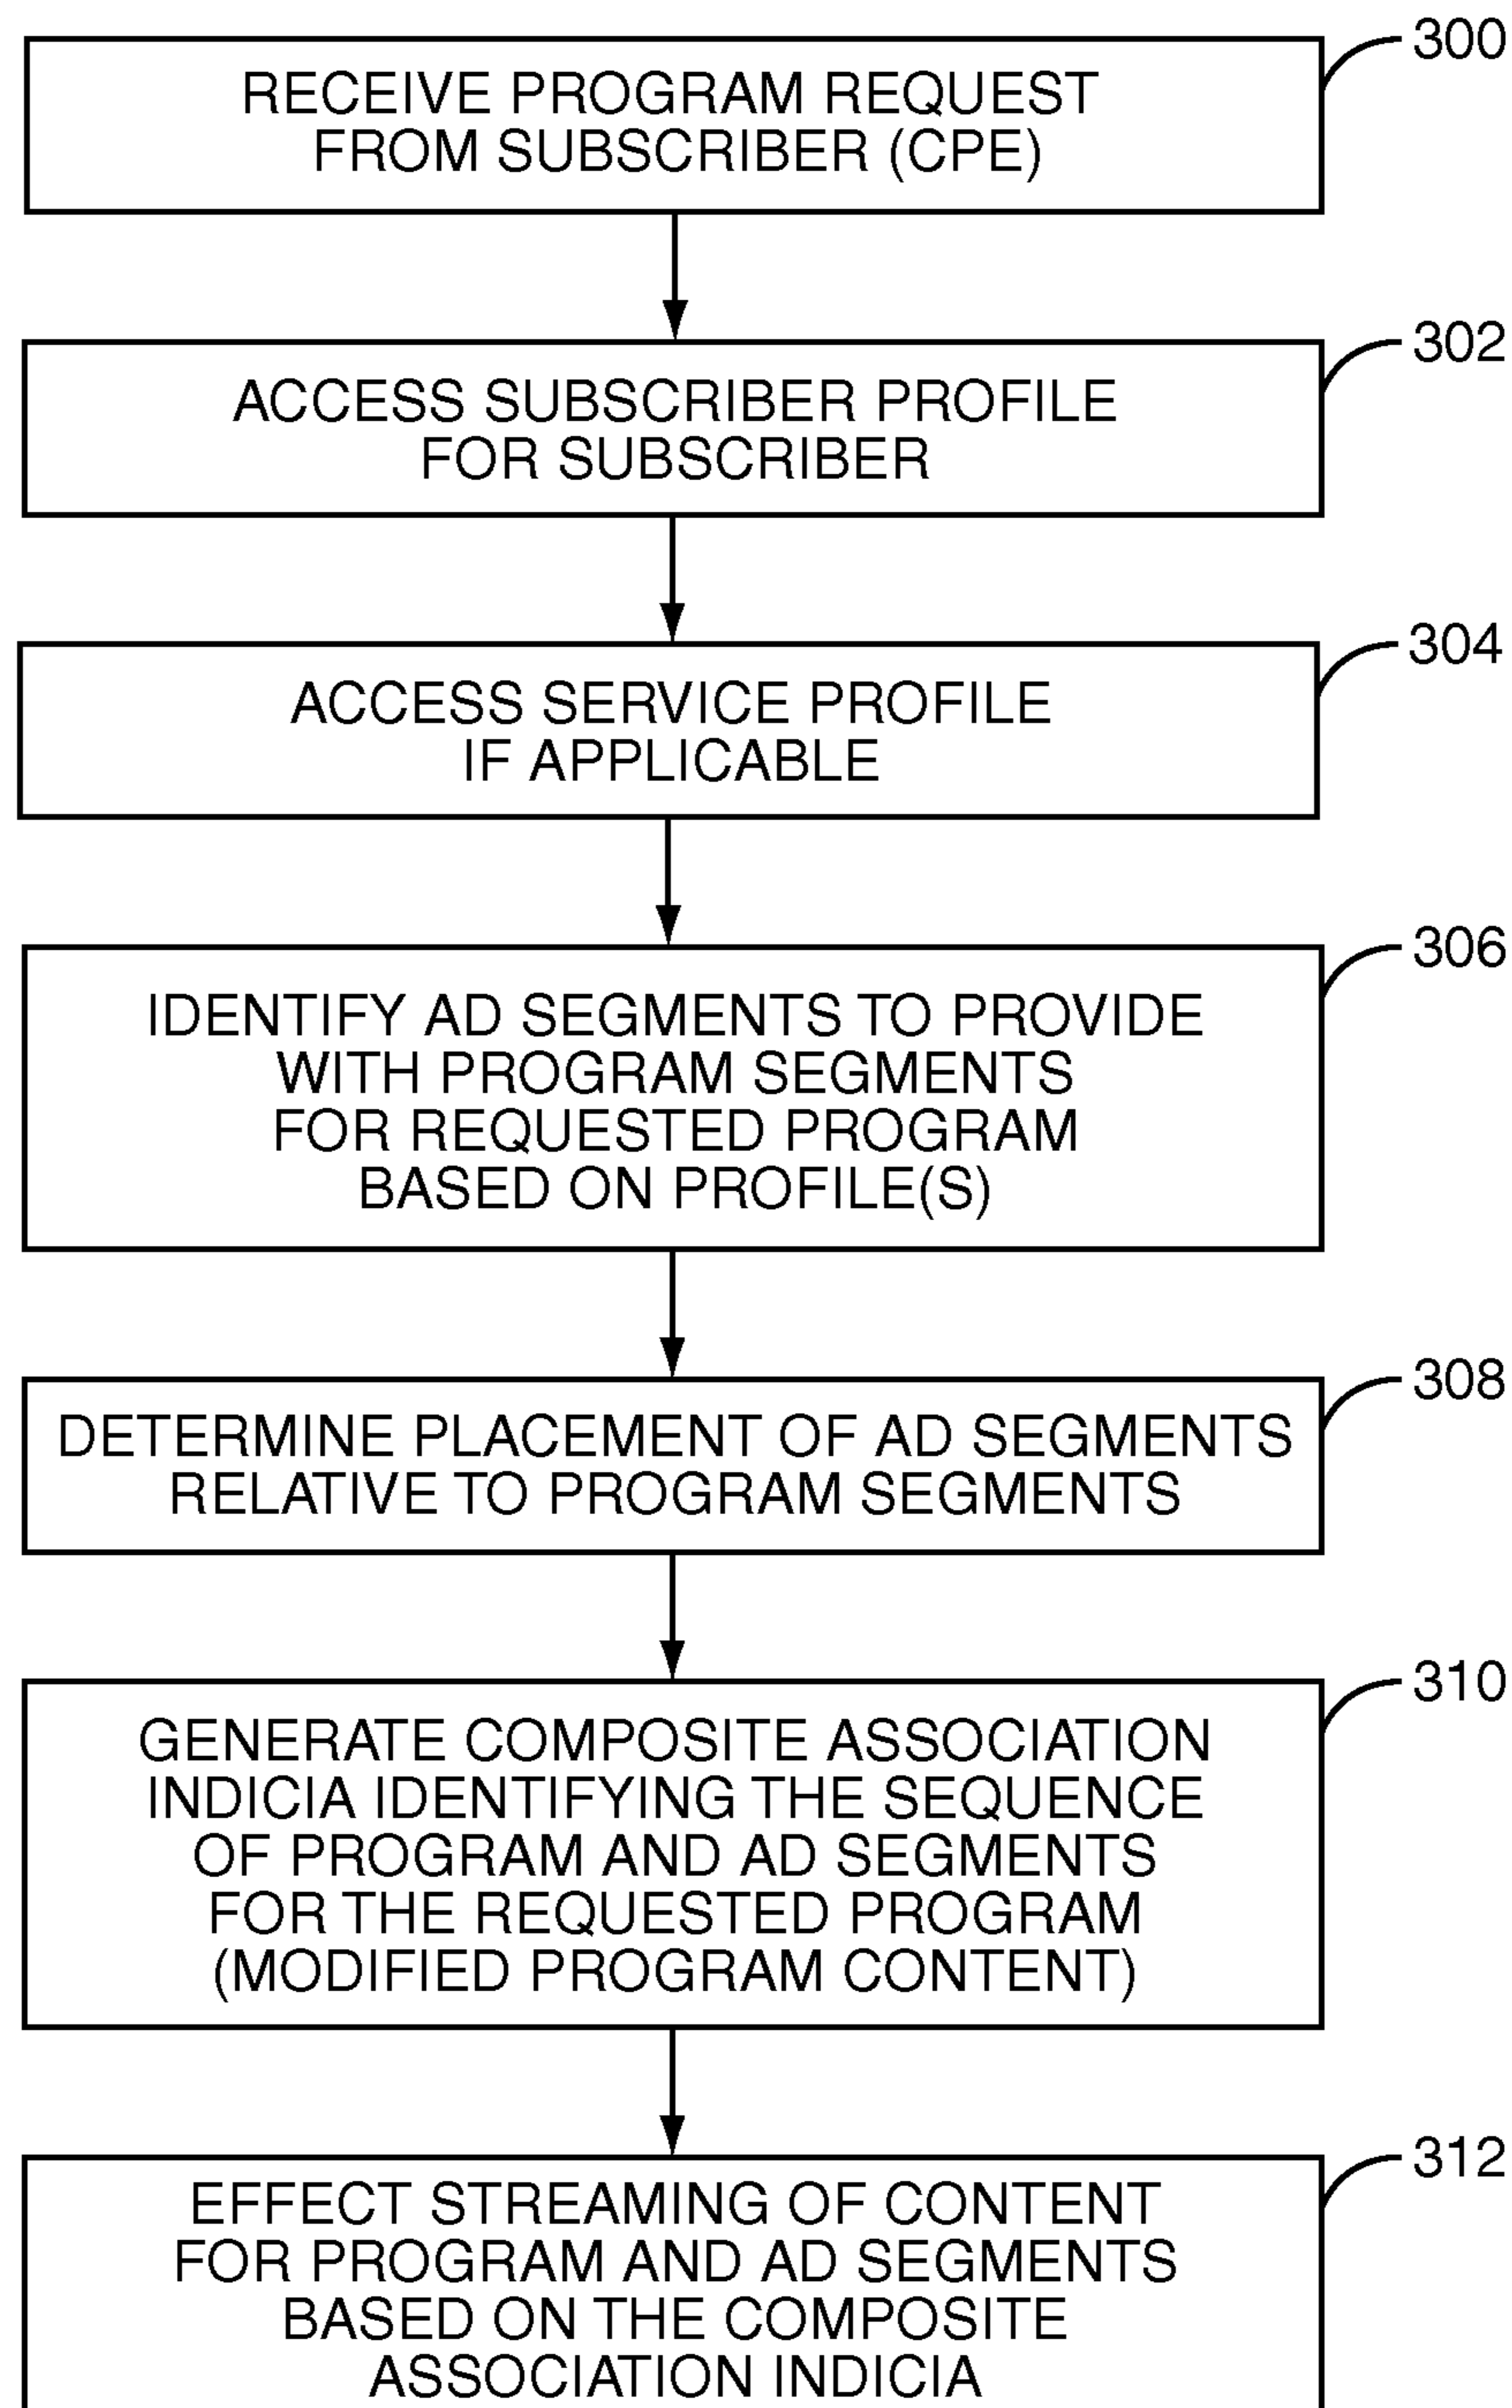 300
RECEIVE PROGRAM REQUEST
FROM SUBSCRIBER (CPE)
302
ACCESS SUBSCRIBER PROFILE
FOR SUBSCRIBER
304
ACCESS SERVICE PROFILE
IF APPLICABLE
306
IDENTIFY AD SEGMENTS TO PROVIDE
WITH PROGRAM SEGMENTS
FOR REQUESTED PROGRAM
BASED ON PROFILE(S)
308
DETERMINE PLACEMENT OF AD SEGMENTS
RELATIVE TO PROGRAM SEGMENTS
310
GENERATE COMPOSITE ASSOCIATION
INDICIA IDENTIFYING THE SEQUENCE
OF PROGRAM AND AD SEGMENTS
FOR THE REQUESTED PROGRAM
(MODIFIED PROGRAM CONTENT)
312
EFFECT STREAMING OF CONTENT
FOR PROGRAM AND AD SEGMENTS
BASED ON THE COMPOSITE
ASSOCIATION INDICIA